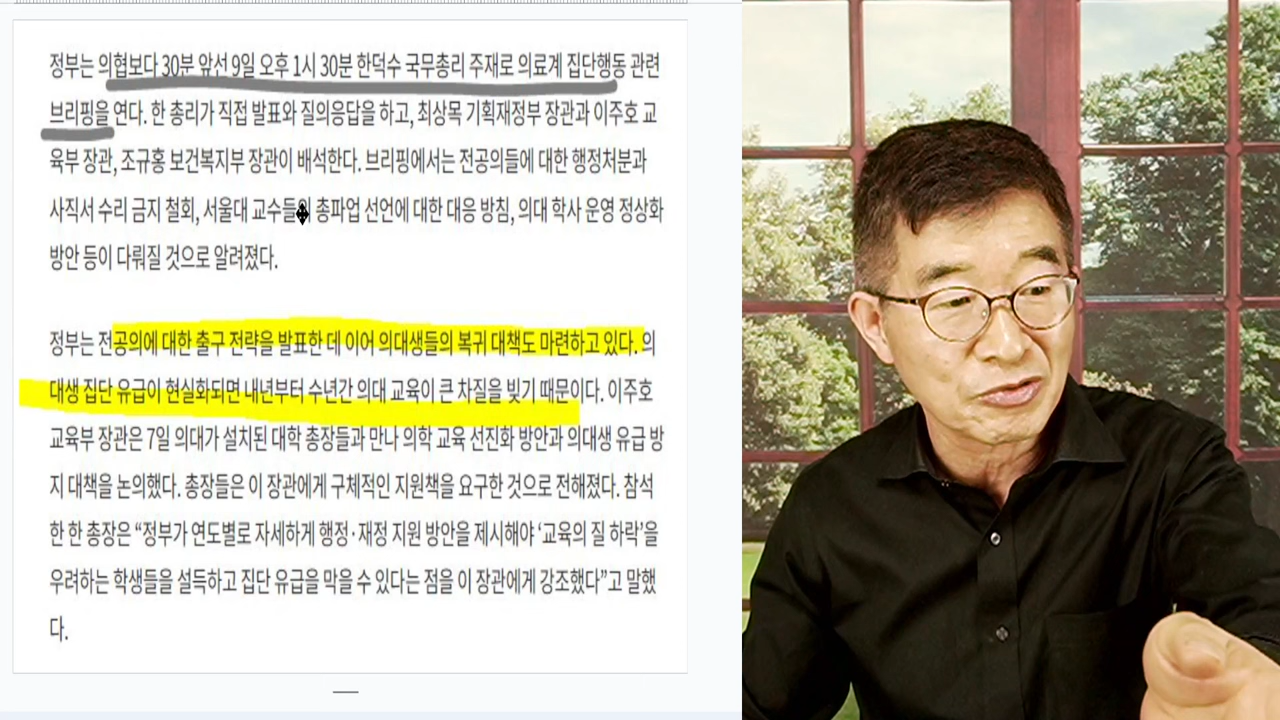 정부는 의협보다 30분 앞선 9일 오후 1시 30분 한덕수 국무총리 주재로 의료계 집단행동 관련
브리핑을 연다. 한 총리가 직접 발표와 질의응답을 하고, 최상목 기획재정부 장관과 이주호 교
육부 장관, 조규홍 보건복지부 장관이 배석한다. 브리핑에서는 전공의들에 대한 행정처분과
사직서 수리 금지 철회, 서울대 교수들의 총파업 선언에 대한 대응 방침, 의대 학사 운영 정상화
방안 등이 다뤄질 것으로 알려졌다.
정부는 전공의에 대한 출구 전략을 발표한 데 이어 의대생들의 복귀 대책도 마련하고 있다. 의
대생 집단 유급이 현실화되면 내년부터 수년간 의대 교육이 큰 차질을 빚기 때문이다. 이주호
교육부 장관은 7일 의대가 설치된 대학 총장들과 만나 의학 교육 선진화 방안과 의대생 유급 방
지 대책을 논의했다. 총장들은 이 장관에게 구체적인 지원책을 요구한 것으로 전해졌다. 참석
한 한 총장은 “정부가 연도별로 자세하게 행정·재정 지원 방안을 제시해야 ‘교육의 질 하락’을
우려하는 학생들을 설득하고 집단 유급을 막을 수 있다는 점을 이 장관에게 강조했다”고 말했
다.